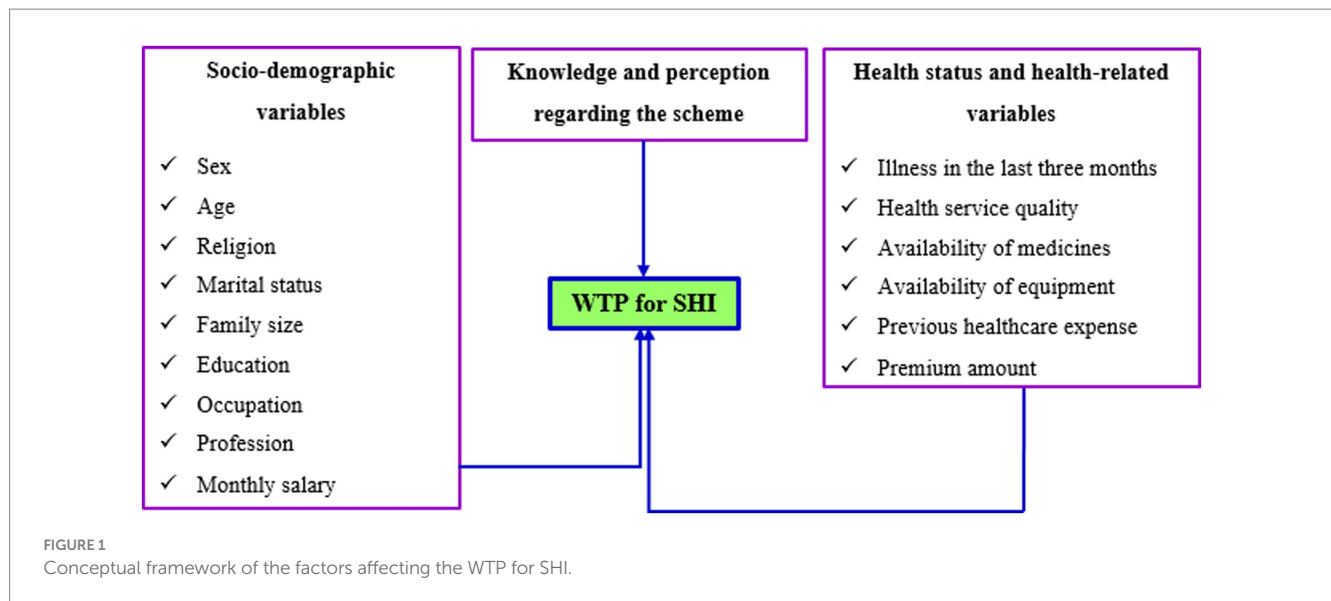 Socio-demographic
variables
✓ Sex
✓ Age
✓ Religion
✓ Marital status
✓ Family size
✓ Education
✓ Occupation
✓ Profession
✓ Monthly salary
Knowledge and perception
regarding the scheme
WTP for SHI
Health status and health-related
variables
✓ Illness in the last three months
✓ Health service quality
✓ Availability of medicines
✓ Availability of equipment
✓ Previous healthcare expense
✓ Premium amount
FIGURE 1
Conceptual framework of the factors affecting the WTP for SHI.